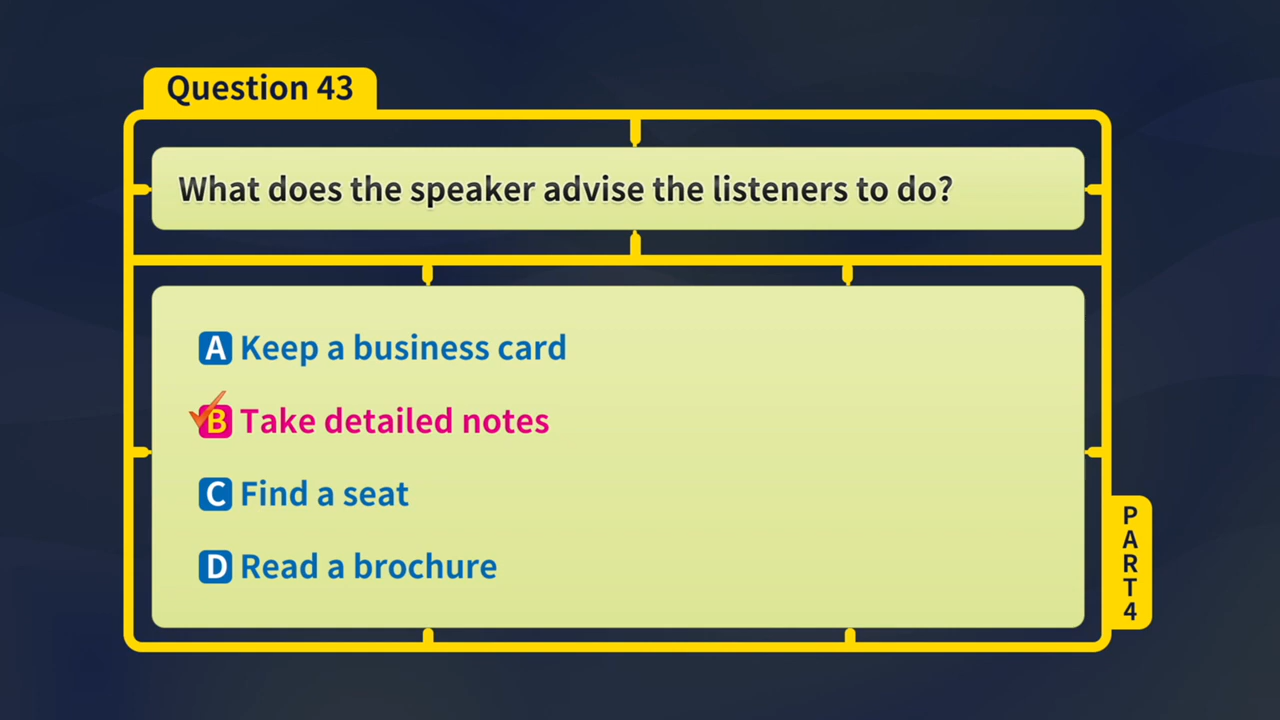 Question 43
What does the speaker advise the listeners to do?
A Keep a business card
B Take detailed notes
C Find a seat
D Read a brochure
PART4